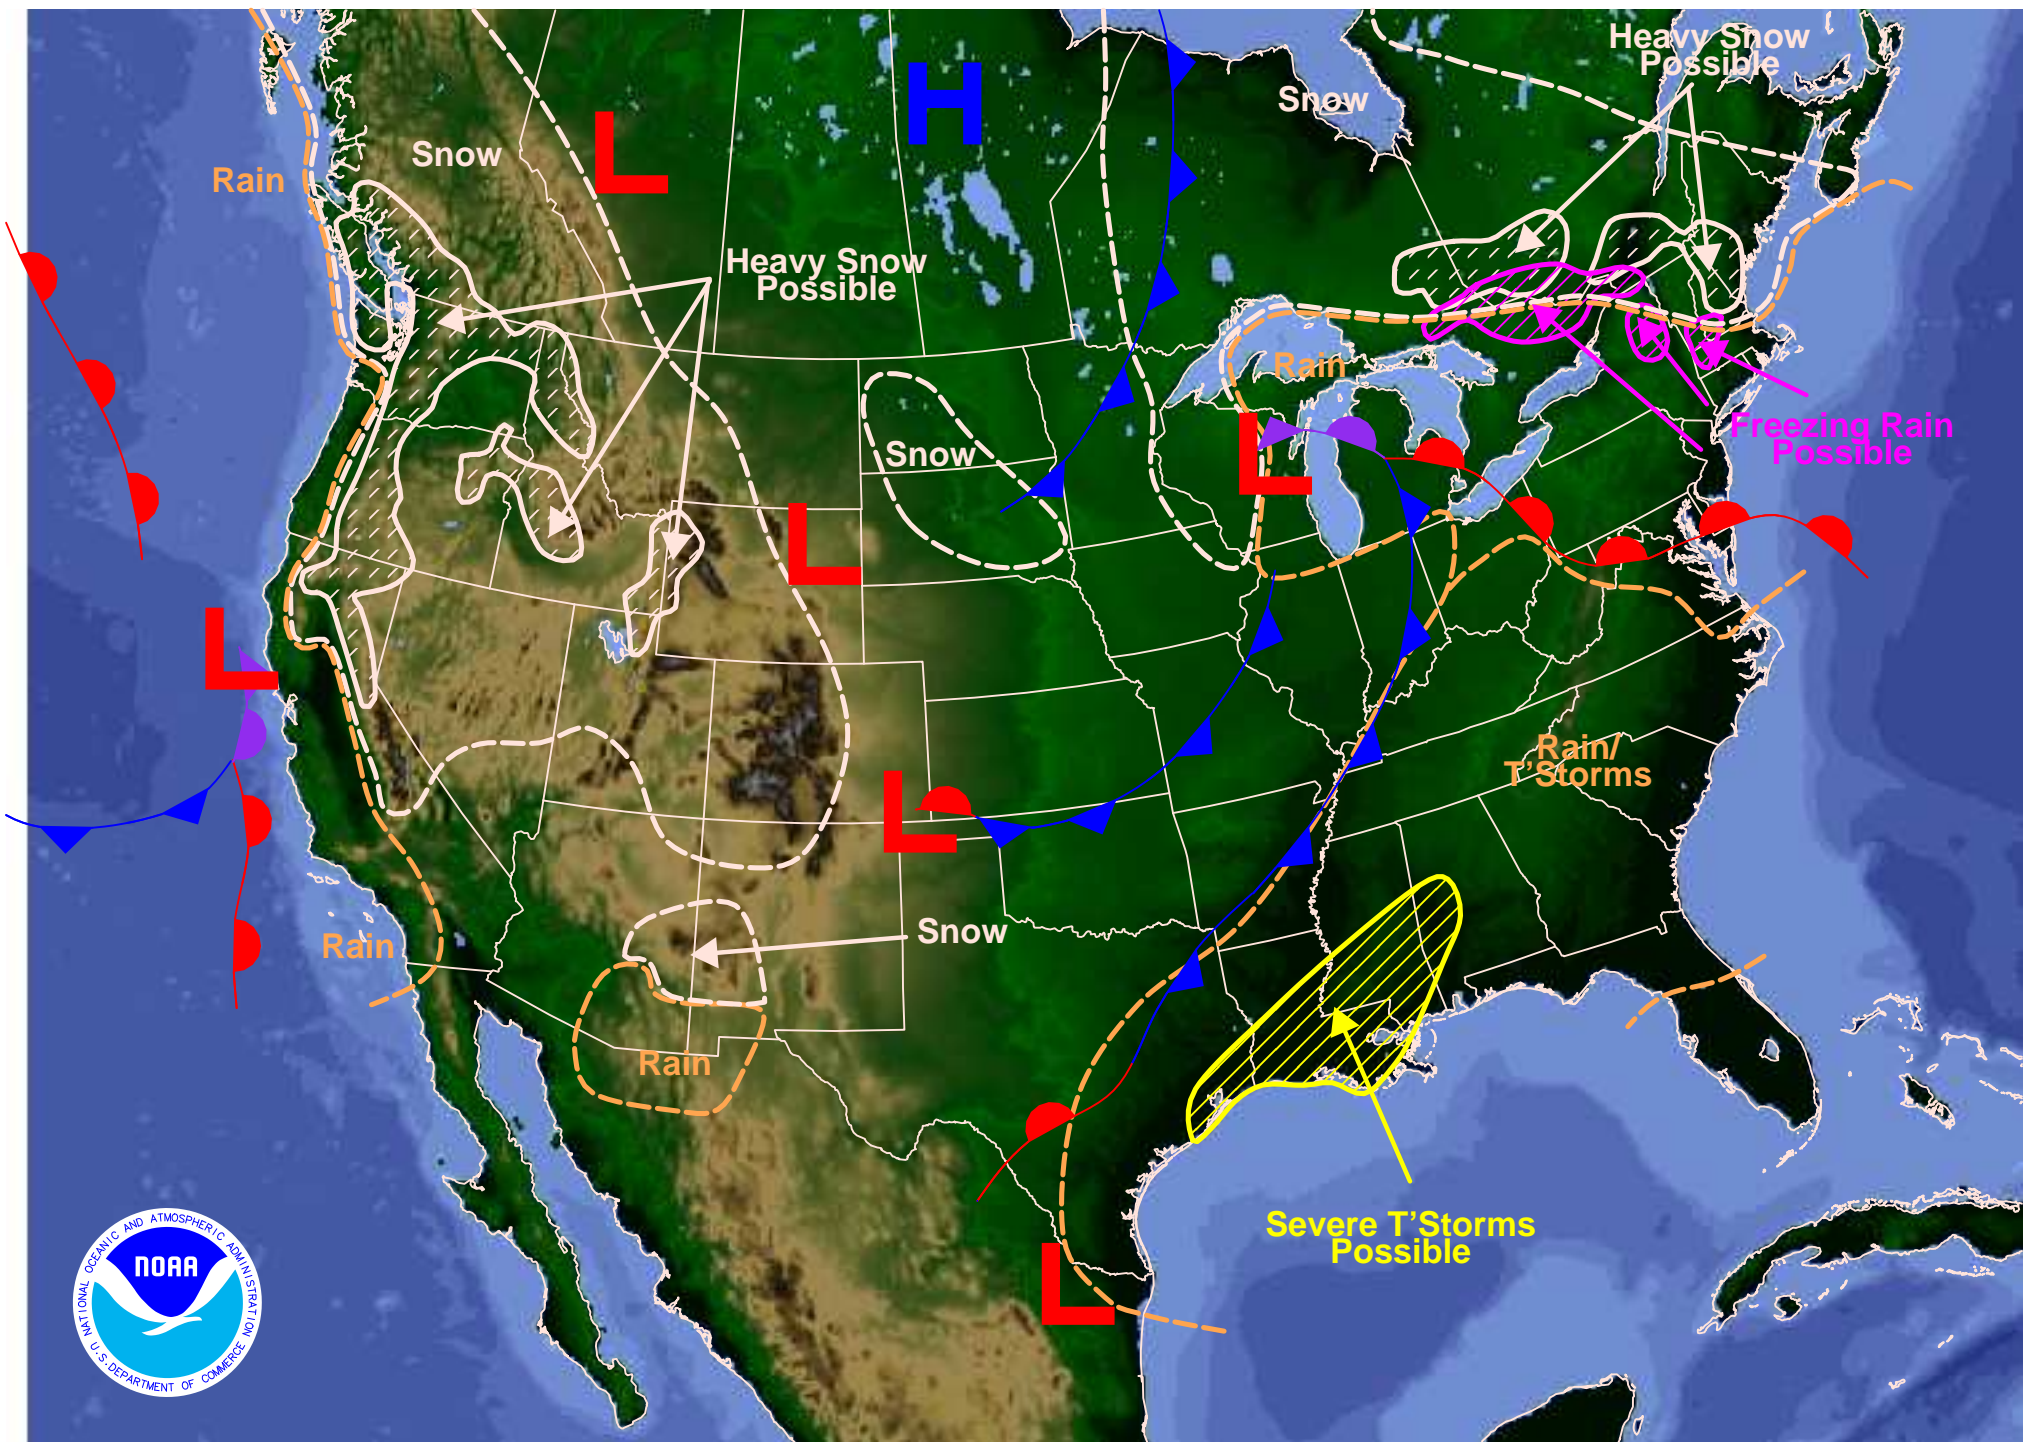 Heavy Snow
Possible
Snow
H
L
Snow
Rain
Heavy Snow
Possible
Rain
Freezing Rain
Possible
L
Snow
L
L
Rain/
T'Storms
L
Snow
Rain
Rain
Severe T'Storms
Possible
L
NATIONAL OCEANIC AND ATMOSPHERIC ADMINISTRATION
NOAA
U.S. DEPARTMENT OF COMMERCE